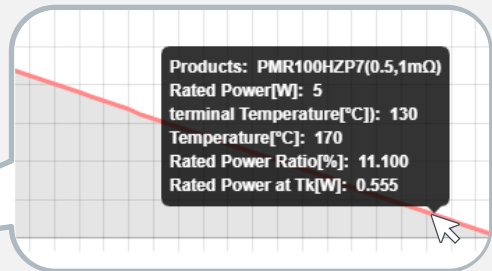 Products: PMR100HZP7(0.5,1mΩ)
Rated Power[W]: 5
terminal Temperature[°C]): 130
Temperature[°C]: 170
Rated Power Ratio[%]: 11.100
Rated Power at Tk[W]: 0.555